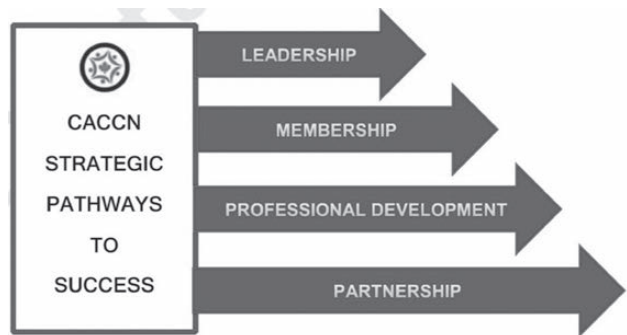 CACCN
STRATEGIC
PATHWAYS
TO
SUCCESS
LEADERSHIP
MEMBERSHIP
PROFESSIONAL DEVELOPMENT
PARTNERSHIP